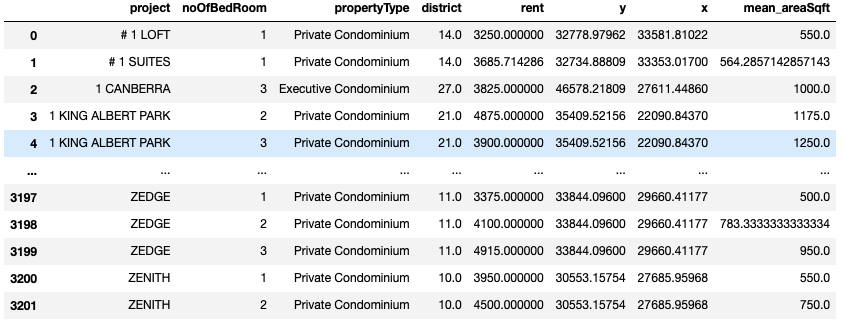 project noOfBedRoom propertyType district rent y x mean_areaSqft
0 # 1 LOFT 1 Private Condominium 14.0 3250.000000 32778.97962 33581.81022 550.0
1 # 1 SUITES 1 Private Condominium 14.0 3685.714286 32734.88809 33353.01700 564.2857142857143
2 1 CANBERRA 3 Executive Condominium 27.0 3825.000000 46578.21809 27611.44860 1000.0
3 1 KING ALBERT PARK 2 Private Condominium 21.0 4875.000000 35409.52156 22090.84370 1175.0
4 1 KING ALBERT PARK 3 Private Condominium 21.0 3900.000000 35409.52156 22090.84370 1250.0
... ... ... ... ... ... ... ... ...
3197 ZEDGE 1 Private Condominium 11.0 3375.000000 33844.09600 29660.41177 500.0
3198 ZEDGE 2 Private Condominium 11.0 4100.000000 33844.09600 29660.41177 783.3333333333334
3199 ZEDGE 3 Private Condominium 11.0 4915.000000 33844.09600 29660.41177 950.0
3200 ZENITH 1 Private Condominium 10.0 3950.000000 30553.15754 27685.95968 550.0
3201 ZENITH 2 Private Condominium 10.0 4500.000000 30553.15754 27685.95968 750.0